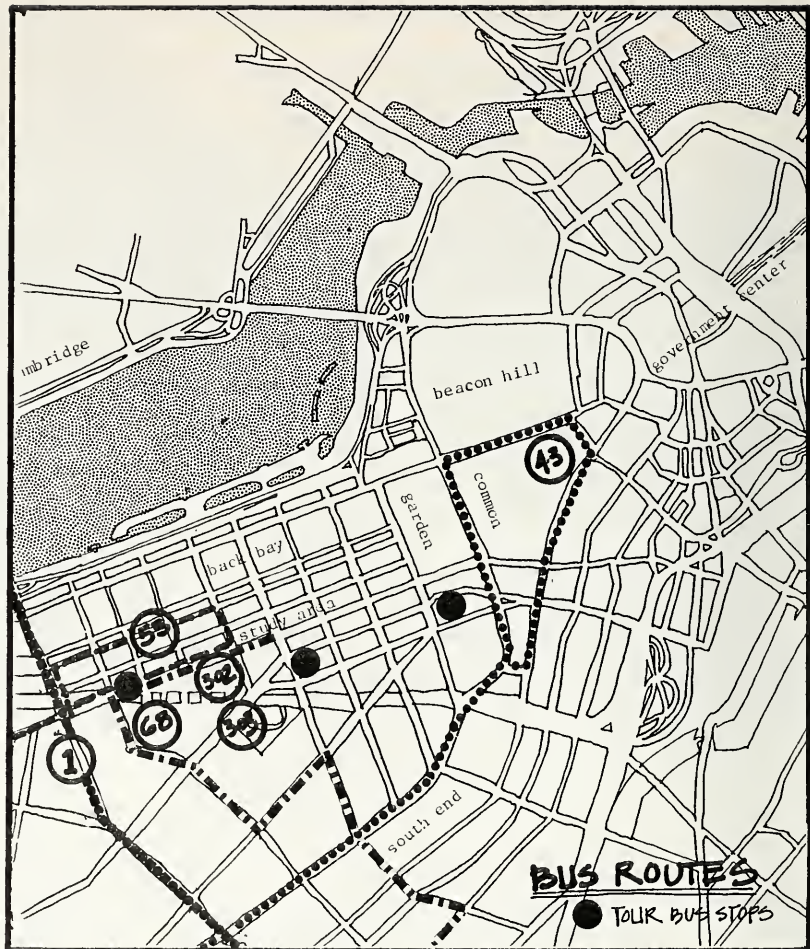 government center
mbridge
beacon hill
43
common
garden
back bay
study area
55
502
68
1
south end
BUS ROUTES
TOUR BUS STOPS